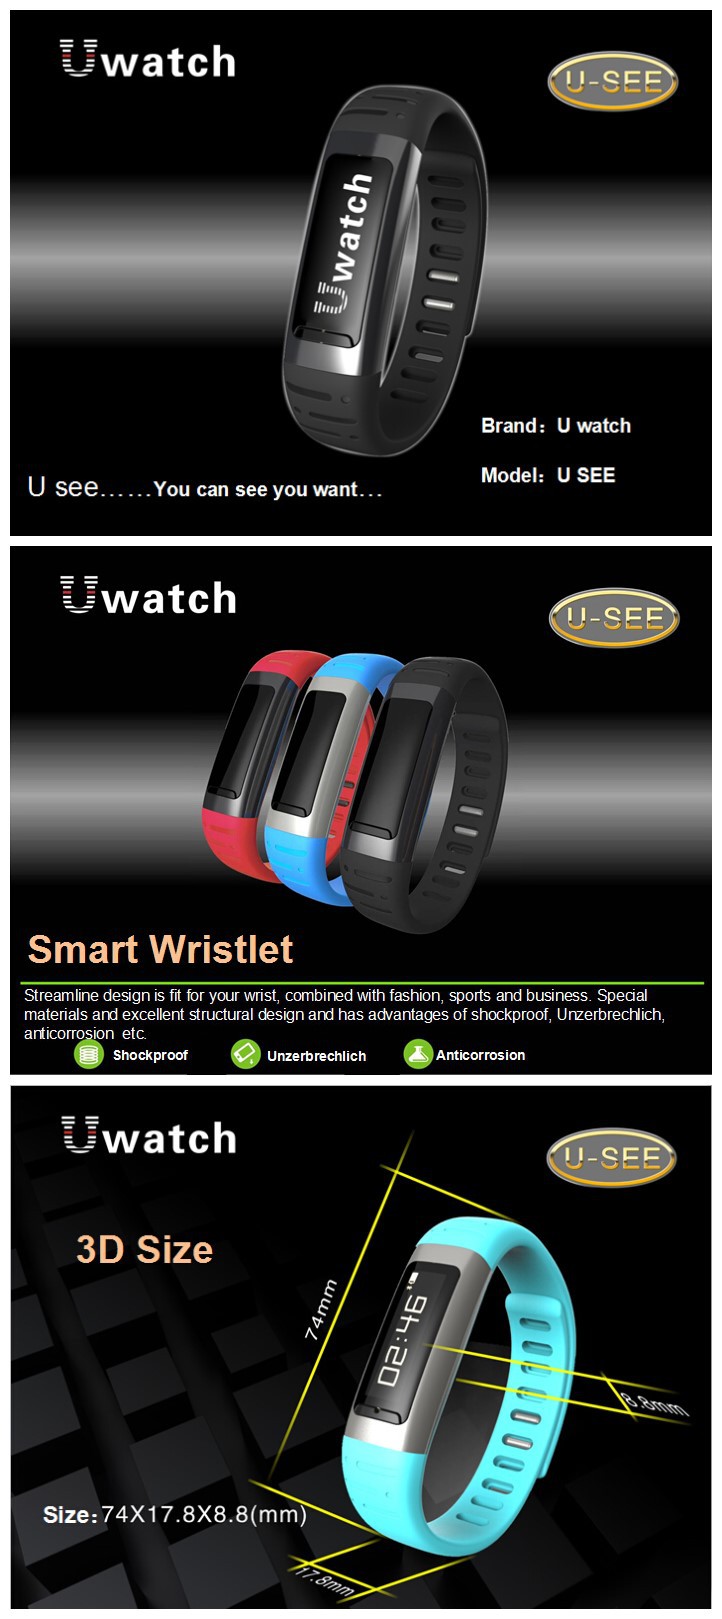 Uwatch
U-SEE
Uwatch
Brand: U watch
Model: U SEE
U see......You can see you want...
Uwatch
U-SEE
Smart Wristlet
Streamline design is fit for your wrist, combined with fashion, sports and business. Special
materials and excellent structural design and has advantages of shockproof, Unzerbrechlich,
anticorrosion etc.
Shockproof
Unzerbrechlich
Anticorrosion
Uwatch
U-SEE
3D Size
74mm
02:46
8.8mm
Size:74X17.8X8.8(mm)
17.8mm